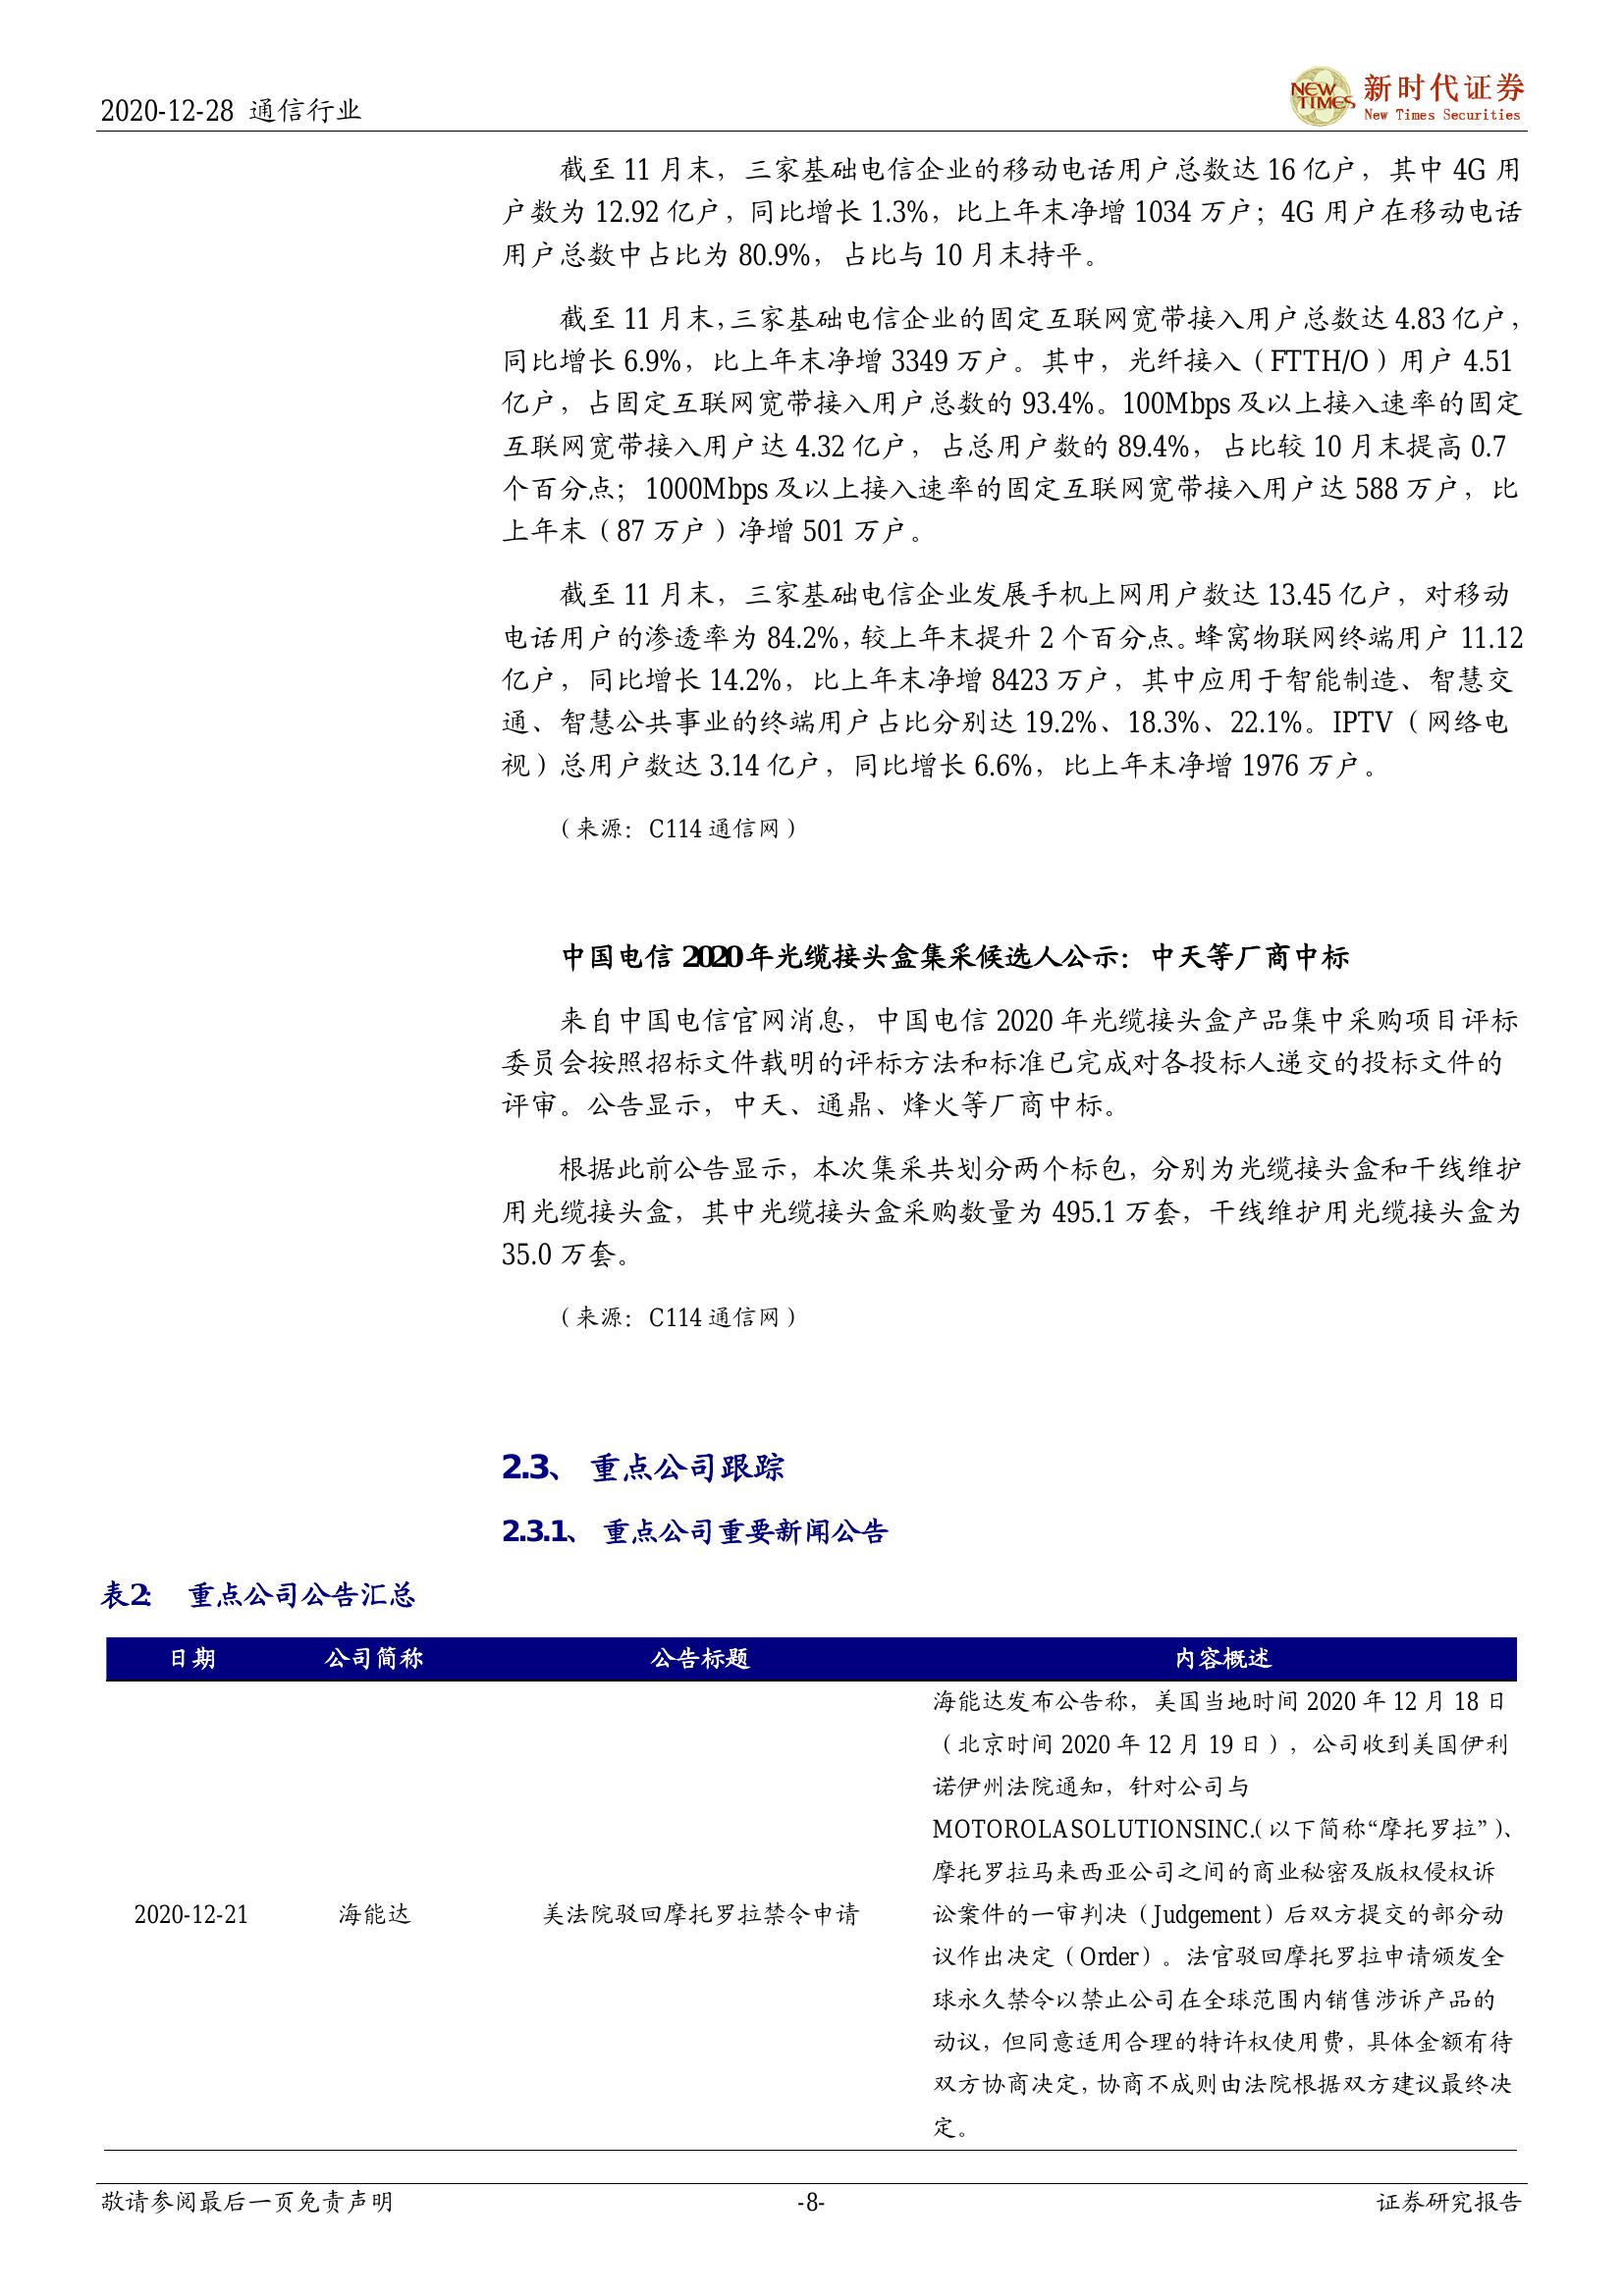 2020-12-28 通信行业
NEW TIMES
新时代证券
New Times Securities
截至 11 月末，三家基础电信企业的移动电话用户总数达 16 亿户，其中 4G 用
户数为 12.92 亿户，同比增长 1.3%，比上年末净增 1034 万户；4G 用户在移动电话
用户总数中占比为 80.9%，占比与 10 月末持平。
截至 11 月末，三家基础电信企业的固定互联网宽带接入用户总数达 4.83 亿户，
同比增长 6.9%，比上年末净增 3349 万户。其中，光纤接入（FTTH/O）用户 4.51
亿户，占固定互联网宽带接入用户总数的 93.4%。100Mbps 及以上接入速率的固定
互联网宽带接入用户达 4.32 亿户，占总用户数的 89.4%，占比较 10 月末提高 0.7
个百分点；1000Mbps 及以上接入速率的固定互联网宽带接入用户达 588 万户，比
上年末（87 万户）净增 501 万户。
截至 11 月末，三家基础电信企业发展手机上网用户数达 13.45 亿户，对移动
电话用户的渗透率为 84.2%，较上年末提升 2 个百分点。蜂窝物联网终端用户 11.12
亿户，同比增长 14.2%，比上年末净增 8423 万户，其中应用于智能制造、智慧交
通、智慧公共事业的终端用户占比分别达 19.2%、18.3%、22.1%。IPTV（网络电
视）总用户数达 3.14 亿户，同比增长 6.6%，比上年末净增 1976 万户。
（来源：C114 通信网）
中国电信 2020 年光缆接头盒集采候选人公示：中天等厂商中标
来自中国电信官网消息，中国电信 2020 年光缆接头盒产品集中采购项目评标
委员会按照招标文件载明的评标方法和标准已完成对各投标人递交的投标文件的
评审。公告显示，中天、通鼎、烽火等厂商中标。
根据此前公告显示，本次集采共划分两个标包，分别为光缆接头盒和干线维护
用光缆接头盒，其中光缆接头盒采购数量为 495.1 万套，干线维护用光缆接头盒为
35.0 万套。
（来源：C114 通信网）
2.3、 重点公司跟踪
2.3.1、 重点公司重要新闻公告
表2： 重点公司公告汇总
日期 公司简称 公告标题 内容概述
海能达发布公告称，美国当地时间 2020 年 12 月 18 日
（北京时间 2020 年 12 月 19 日），公司收到美国伊利
诺伊州法院通知，针对公司与
MOTOROLASOLUTIONSINC.（以下简称“摩托罗拉”）、
摩托罗拉马来西亚公司之间的商业秘密及版权侵权诉
2020-12-21 海能达 美法院驳回摩托罗拉禁令申请 讼案件的一审判决（Judgement）后双方提交的部分动
议作出决定（Order）。法官驳回摩托罗拉申请颁发全
球永久禁令以禁止公司在全球范围内销售涉诉产品的
动议，但同意适用合理的特许权使用费，具体金额有待
双方协商决定，协商不成则由法院根据双方建议最终决
定。
敬请参阅最后一页免责声明 -8- 证券研究报告